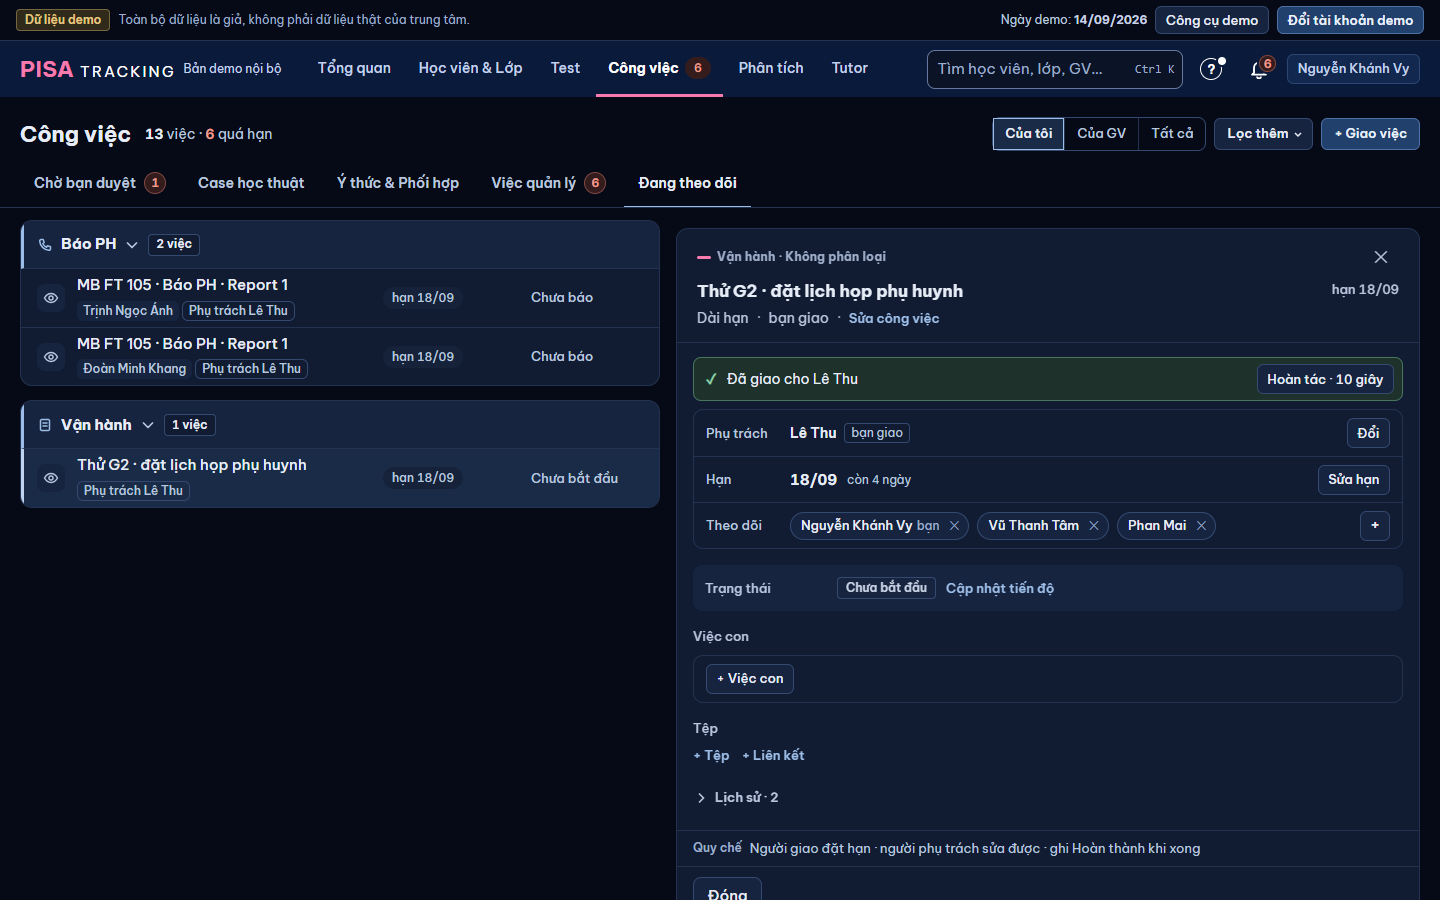 Dữ liệu demo Toàn bộ dữ liệu là giả, không phải dữ liệu thật của trung tâm. Ngày demo: 14/09/2026 Công cụ demo Đổi tài khoản demo
PISA TRACKING Bản demo nội bộ Tổng quan Học viên & Lớp Test Công việc 6 Phân tích Tutor Tìm học viên, lớp, GV... Ctrl K ? 6 Nguyễn Khánh Vy
Công việc 13 việc · 6 quá hạn Của tôi Của GV Tất cả Lọc thêm + Giao việc
Chờ bạn duyệt 1 Case học thuật Ý thức & Phối hợp Việc quản lý 6 Đang theo dõi
Báo PH 2 việc
MB FT 105 · Báo PH · Report 1
Trịnh Ngọc Ánh Phụ trách Lê Thu
hạn 18/09 Chưa báo
MB FT 105 · Báo PH · Report 1
Đoàn Minh Khang Phụ trách Lê Thu
hạn 18/09 Chưa báo
Vận hành 1 việc
Thử G2 · đặt lịch họp phụ huynh
Phụ trách Lê Thu
hạn 18/09 Chưa bắt đầu
Vận hành · Không phân loại
Thử G2 · đặt lịch họp phụ huynh hạn 18/09
Dài hạn · bạn giao · Sửa công việc
✓ Đã giao cho Lê Thu Hoàn tác · 10 giây
Phụ trách Lê Thu bạn giao Đổi
Hạn 18/09 còn 4 ngày Sửa hạn
Theo dõi Nguyễn Khánh Vy bạn Vũ Thanh Tâm Phan Mai +
Trạng thái Chưa bắt đầu Cập nhật tiến độ
Việc con
+ Việc con
Tệp
+ Tệp + Liên kết
Lịch sử · 2
Quy chế Người giao đặt hạn · người phụ trách sửa được · ghi Hoàn thành khi xong
Đóng